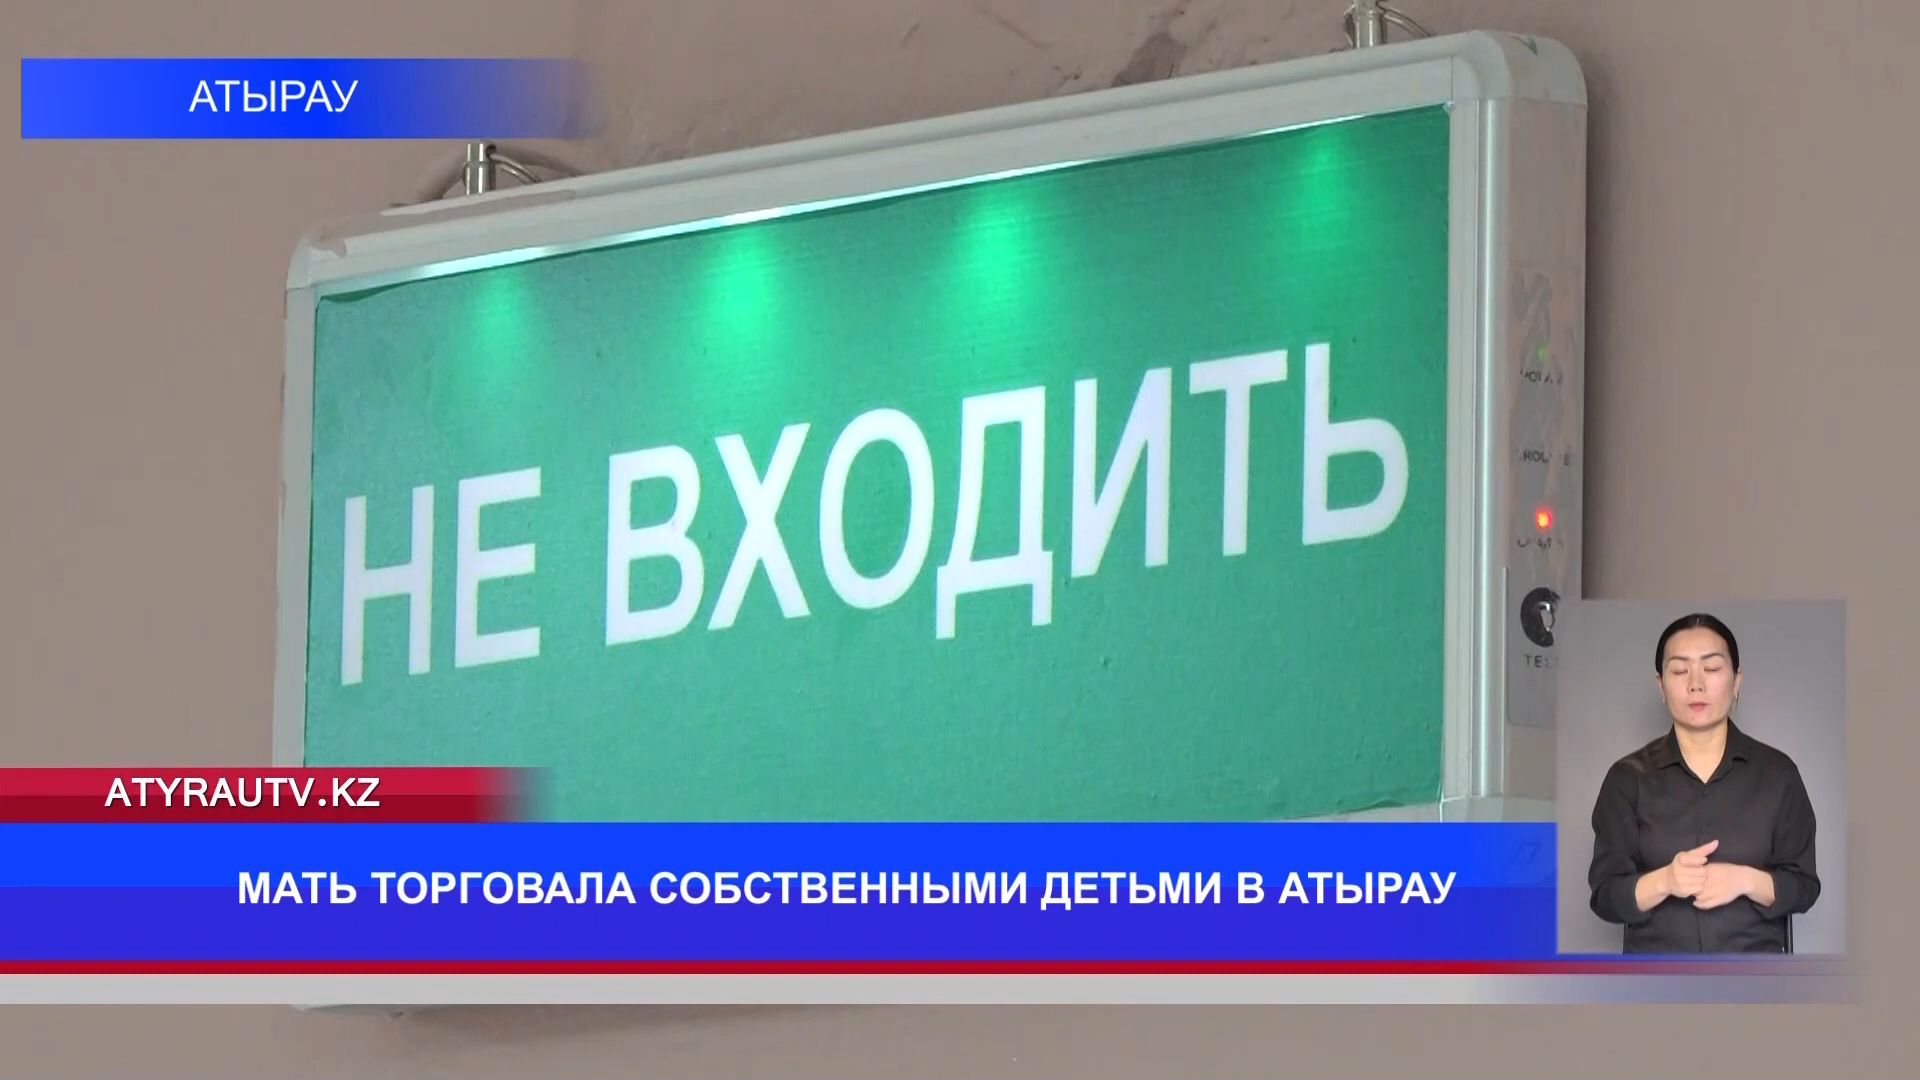 АТЫРАУ
НЕ ВХОДИТЬ
ATYRAUTV.KZ
МАТЬ ТОРГОВАЛА СОБСТВЕННЫМИ ДЕТЬМИ В АТЫРАУ